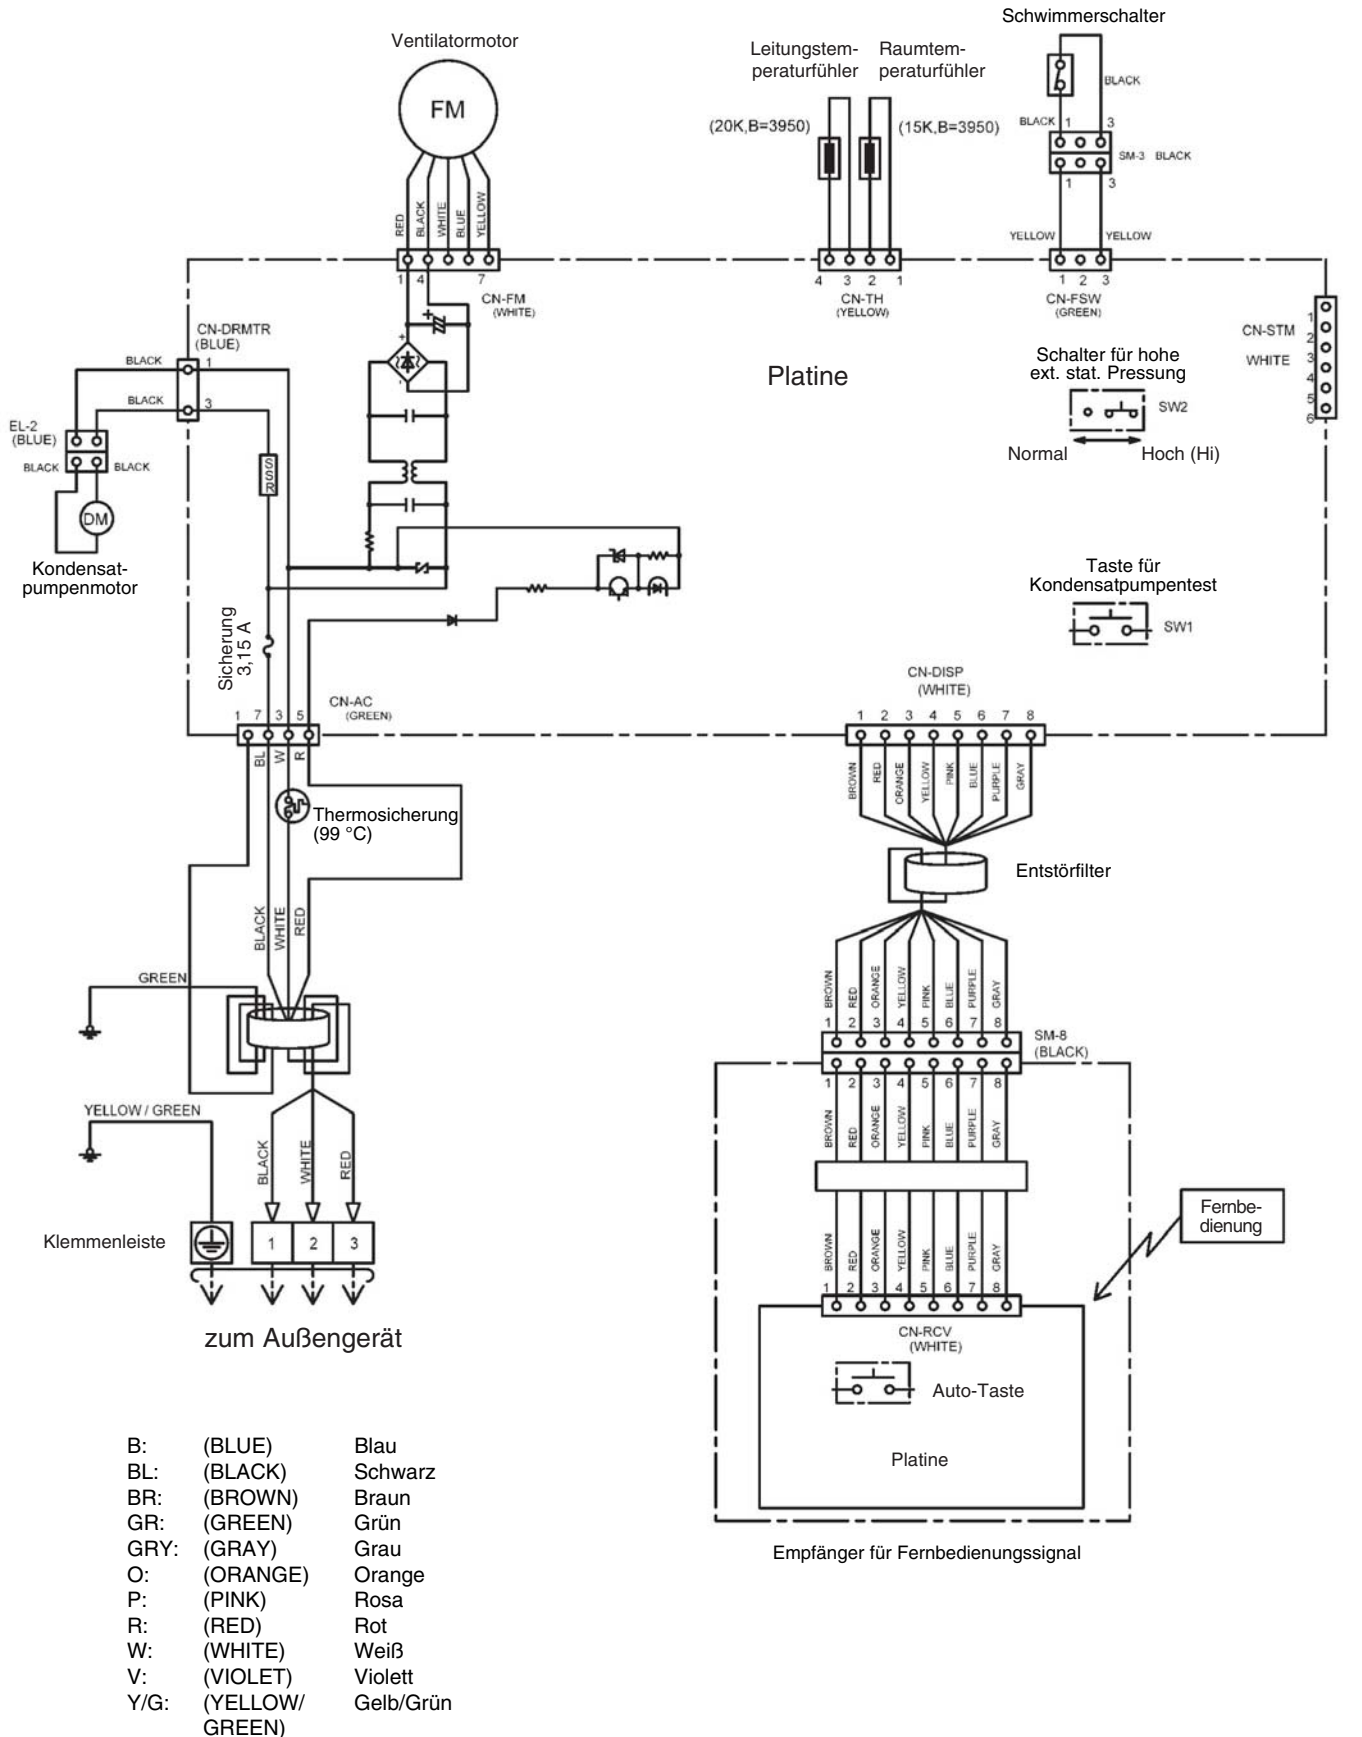 Schwimmerschalter
Ventilatormotor
Leitungstem-
peraturfühler
Raumtem-
peraturfühler
FM
BLACK
(20K,B=3950)
(15K,B=3950)
BLACK
1
3
SM-3 BLACK
1
3
RED
BLACK
WHITE
BLUE
YELLOW
YELLOW
YELLOW
1 4 7
CN-FM
(WHITE)
4 3 2 1
CN-TH
(YELLOW)
1 2 3
CN-FSW
(GREEN)
CN-STM
WHITE
1
2
3
4
5
6
CN-DRMTR
(BLUE)
BLACK
1
BLACK
3
EL-2
(BLUE)
BLACK
BLACK
DM
Kondensat-
pumpenmotor
SSR
+
+
-
Platine
Schalter für hohe
ext. stat. Pressung
SW2
Normal
Hoch (Hi)
Taste für
Kondensatpumpentest
SW1
Sicherung
3,15 A
CN-AC
(GREEN)
1 7 3 5
BL
W
R
Thermosicherung
(99 °C)
BLACK
WHITE
RED
GREEN
YELLOW / GREEN
BLACK
WHITE
RED
Klemmenleiste
1 2 3
zum Außengerät
CN-DISP
(WHITE)
1 2 3 4 5 6 7 8
BROWN
RED
ORANGE
YELLOW
PINK
BLUE
PURPLE
GRAY
Entstörfilter
BROWN
RED
ORANGE
YELLOW
PINK
BLUE
PURPLE
GRAY
1 2 3 4 5 6 7 8
SM-8
(BLACK)
1 2 3 4 5 6 7 8
BROWN
RED
ORANGE
YELLOW
PINK
BLUE
PURPLE
GRAY
BROWN
RED
ORANGE
YELLOW
PINK
BLUE
PURPLE
GRAY
1 2 3 4 5 6 7 8
Fernbe-
dienung
CN-RCV
(WHITE)
Auto-Taste
Platine
Empfänger für Fernbedienungssignal
B: (BLUE) Blau
BL: (BLACK) Schwarz
BR: (BROWN) Braun
GR: (GREEN) Grün
GRY: (GRAY) Grau
O: (ORANGE) Orange
P: (PINK) Rosa
R: (RED) Rot
W: (WHITE) Weiß
V: (VIOLET) Violett
Y/G: (YELLOW/ Gelb/Grün
GREEN)